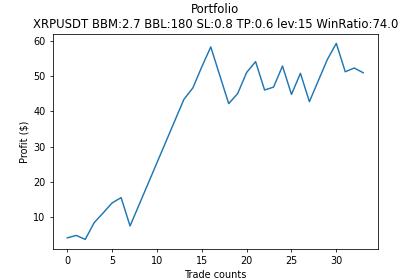 Portfolio
XRPUSDT BBM:2.7 BBL:180 SL:0.8 TP:0.6 lev:15 WinRatio:74.0
60
50
40
30
20
10
Profit ($)
0 5 10 15 20 25 30
Trade counts